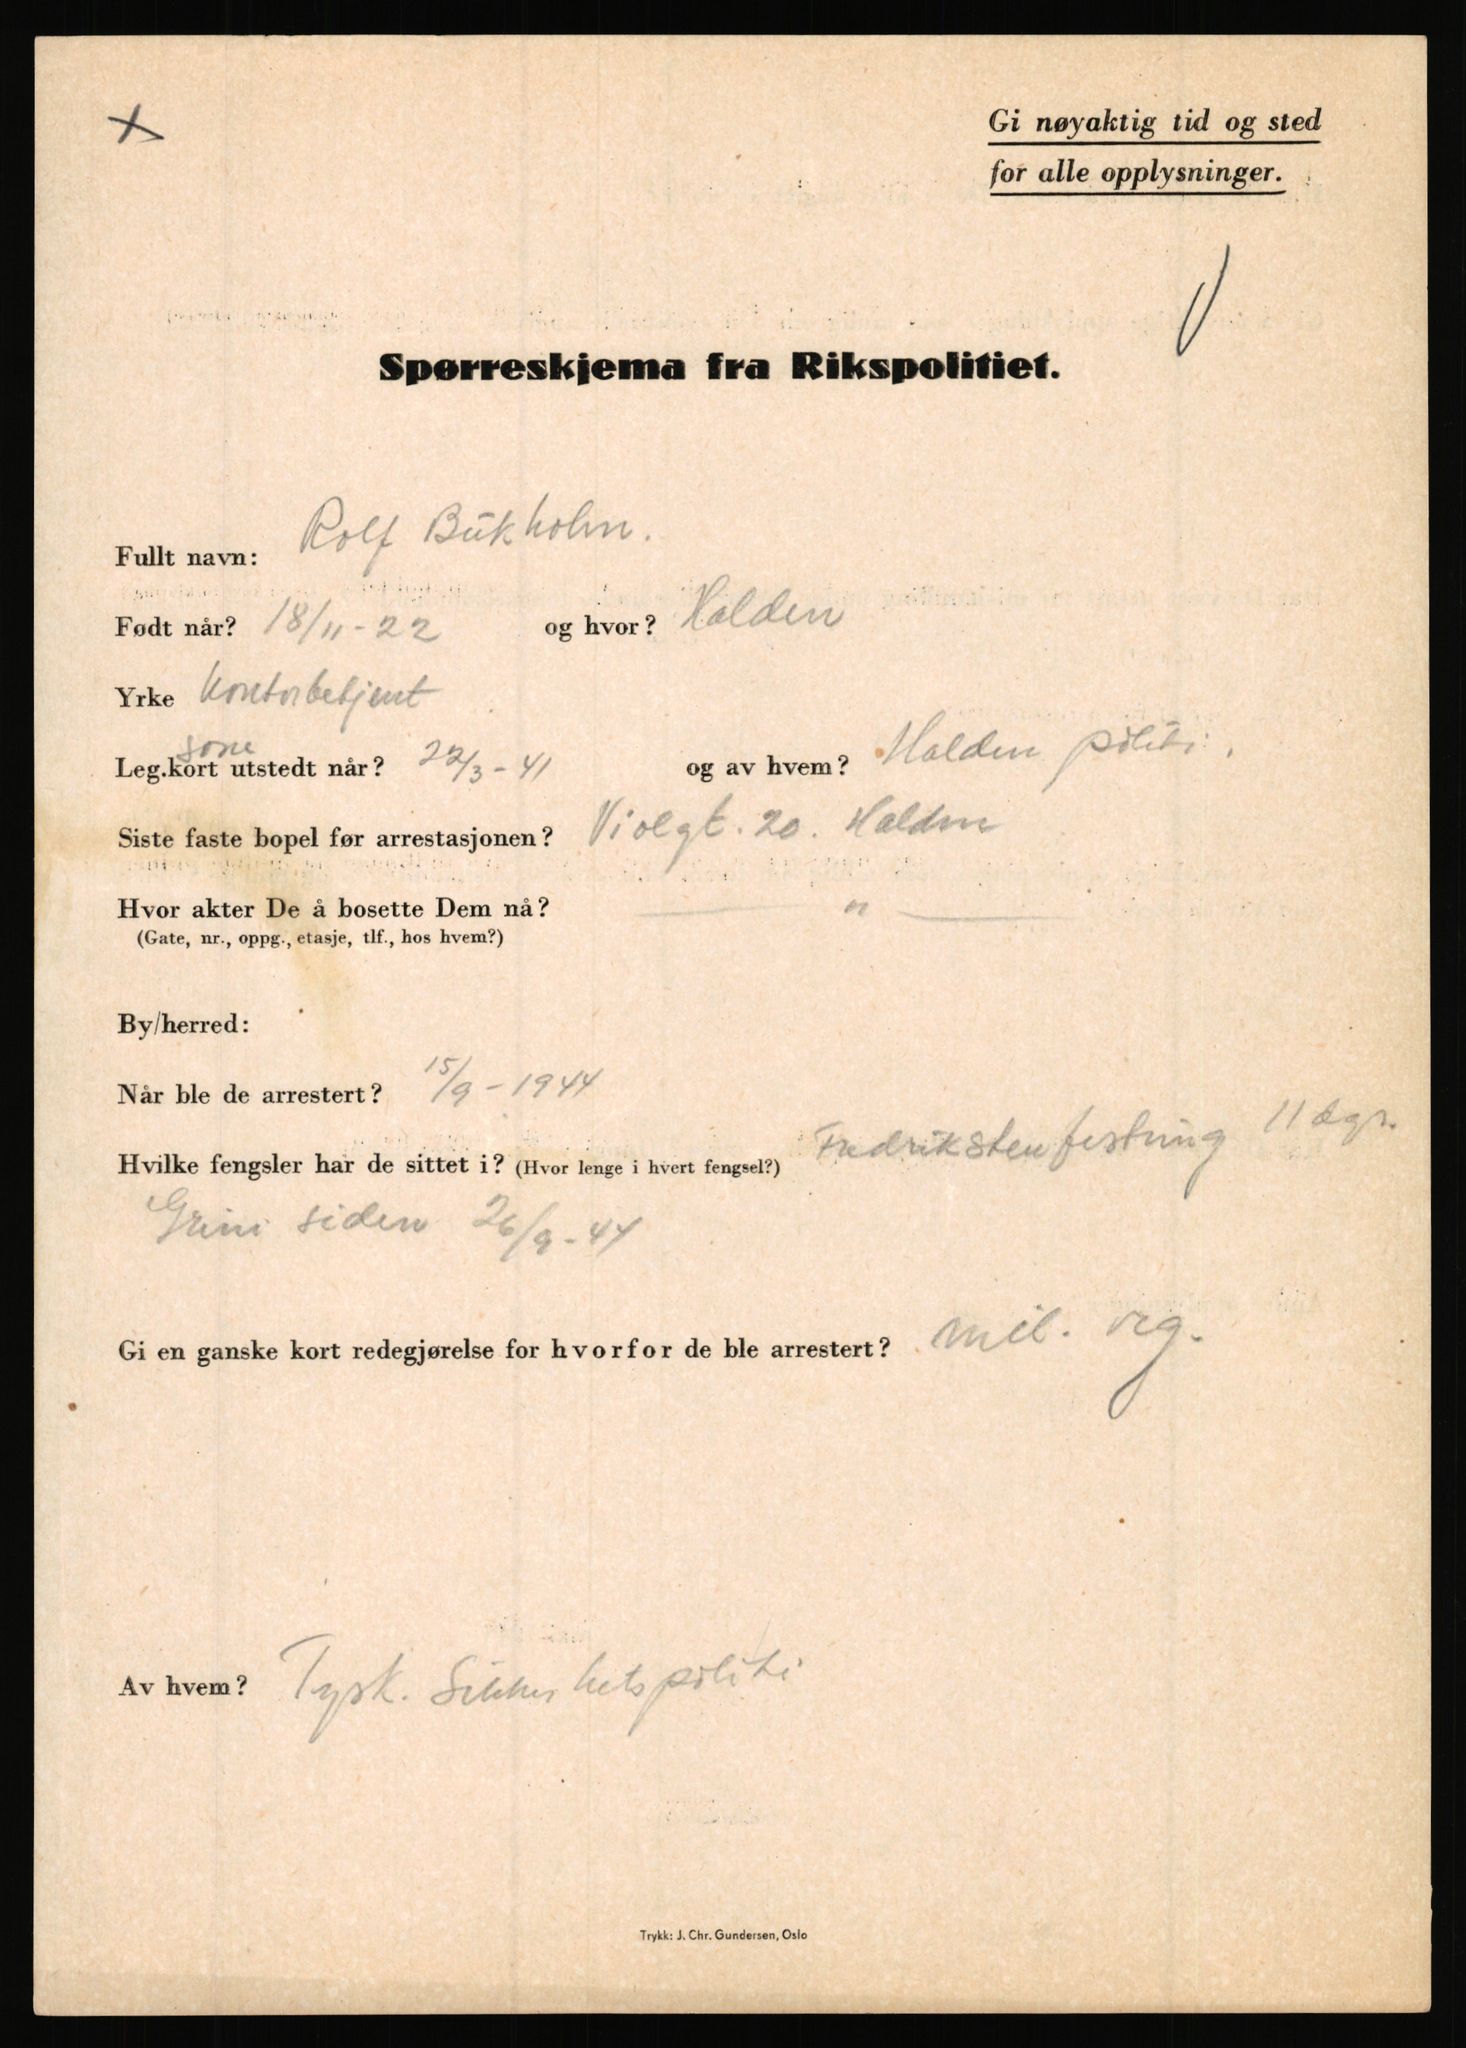 Gi nøyaktig tid og sted
for alle opplysninger.
Spørreskjema fra Rikspolitiet.
Fullt navn: Rolf Bükholm.
Født når? 18/11-22 og hvor? Halden
Yrke Kontorbetjent
sone
Leg.kort utstedt når? 22/3-41 og av hvem? Halden politi.
Siste faste bopel før arrestasjonen? Violgt. 20. Halden
Hvor akter De å bosette Dem nå? — " —
(Gate, nr., oppg., etasje, tlf., hos hvem?)
By/herred:
Når ble de arrestert? 15/9-1944
Hvilke fengsler har de sittet i? (Hvor lenge i hvert fengsel?) Fredriksten festning 11 dgr.
Grini siden 26/9-44
Gi en ganske kort redegjørelse for hvorfor de ble arrestert? mil. org.
Av hvem? Tysk. Sikkerhetspoliti
Trykk: J. Chr. Gundersen, Oslo